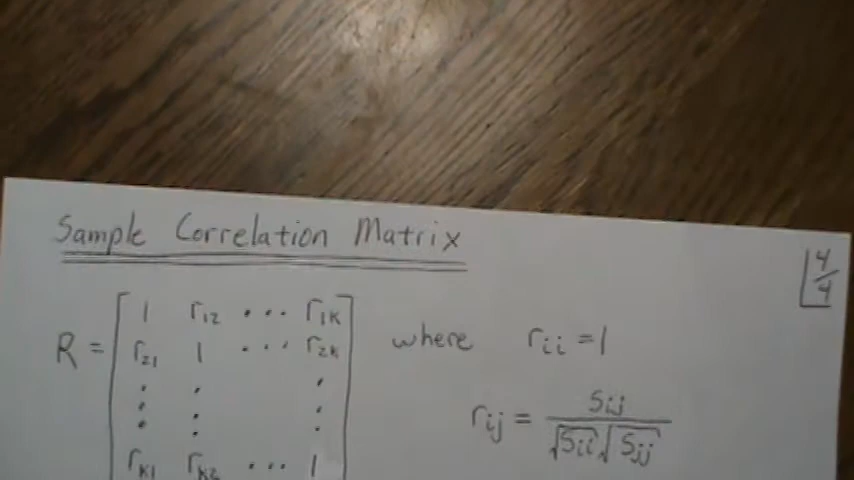 Sample Correlation Matrix
4/4
R = [ 1 r12 ··· r1K
r21 1 ··· r2K
⋮ ⋮ ⋮
rK1 rK2 ··· 1 ]
where rii = 1
rij = sij / √sii √sjj